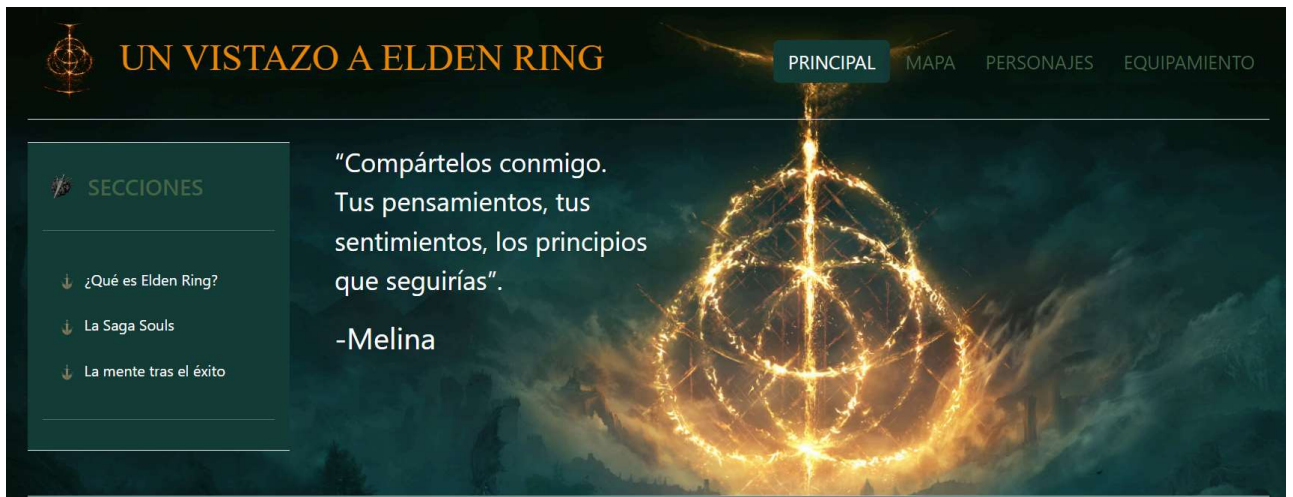 UN VISTAZO A ELDEN RING
PRINCIPAL MAPA PERSONAJES EQUIPAMIENTO
SECCIONES
¿Qué es Elden Ring?
La Saga Souls
La mente tras el éxito
“Compártelos conmigo.
Tus pensamientos, tus
sentimientos, los principios
que seguirías”.
-Melina